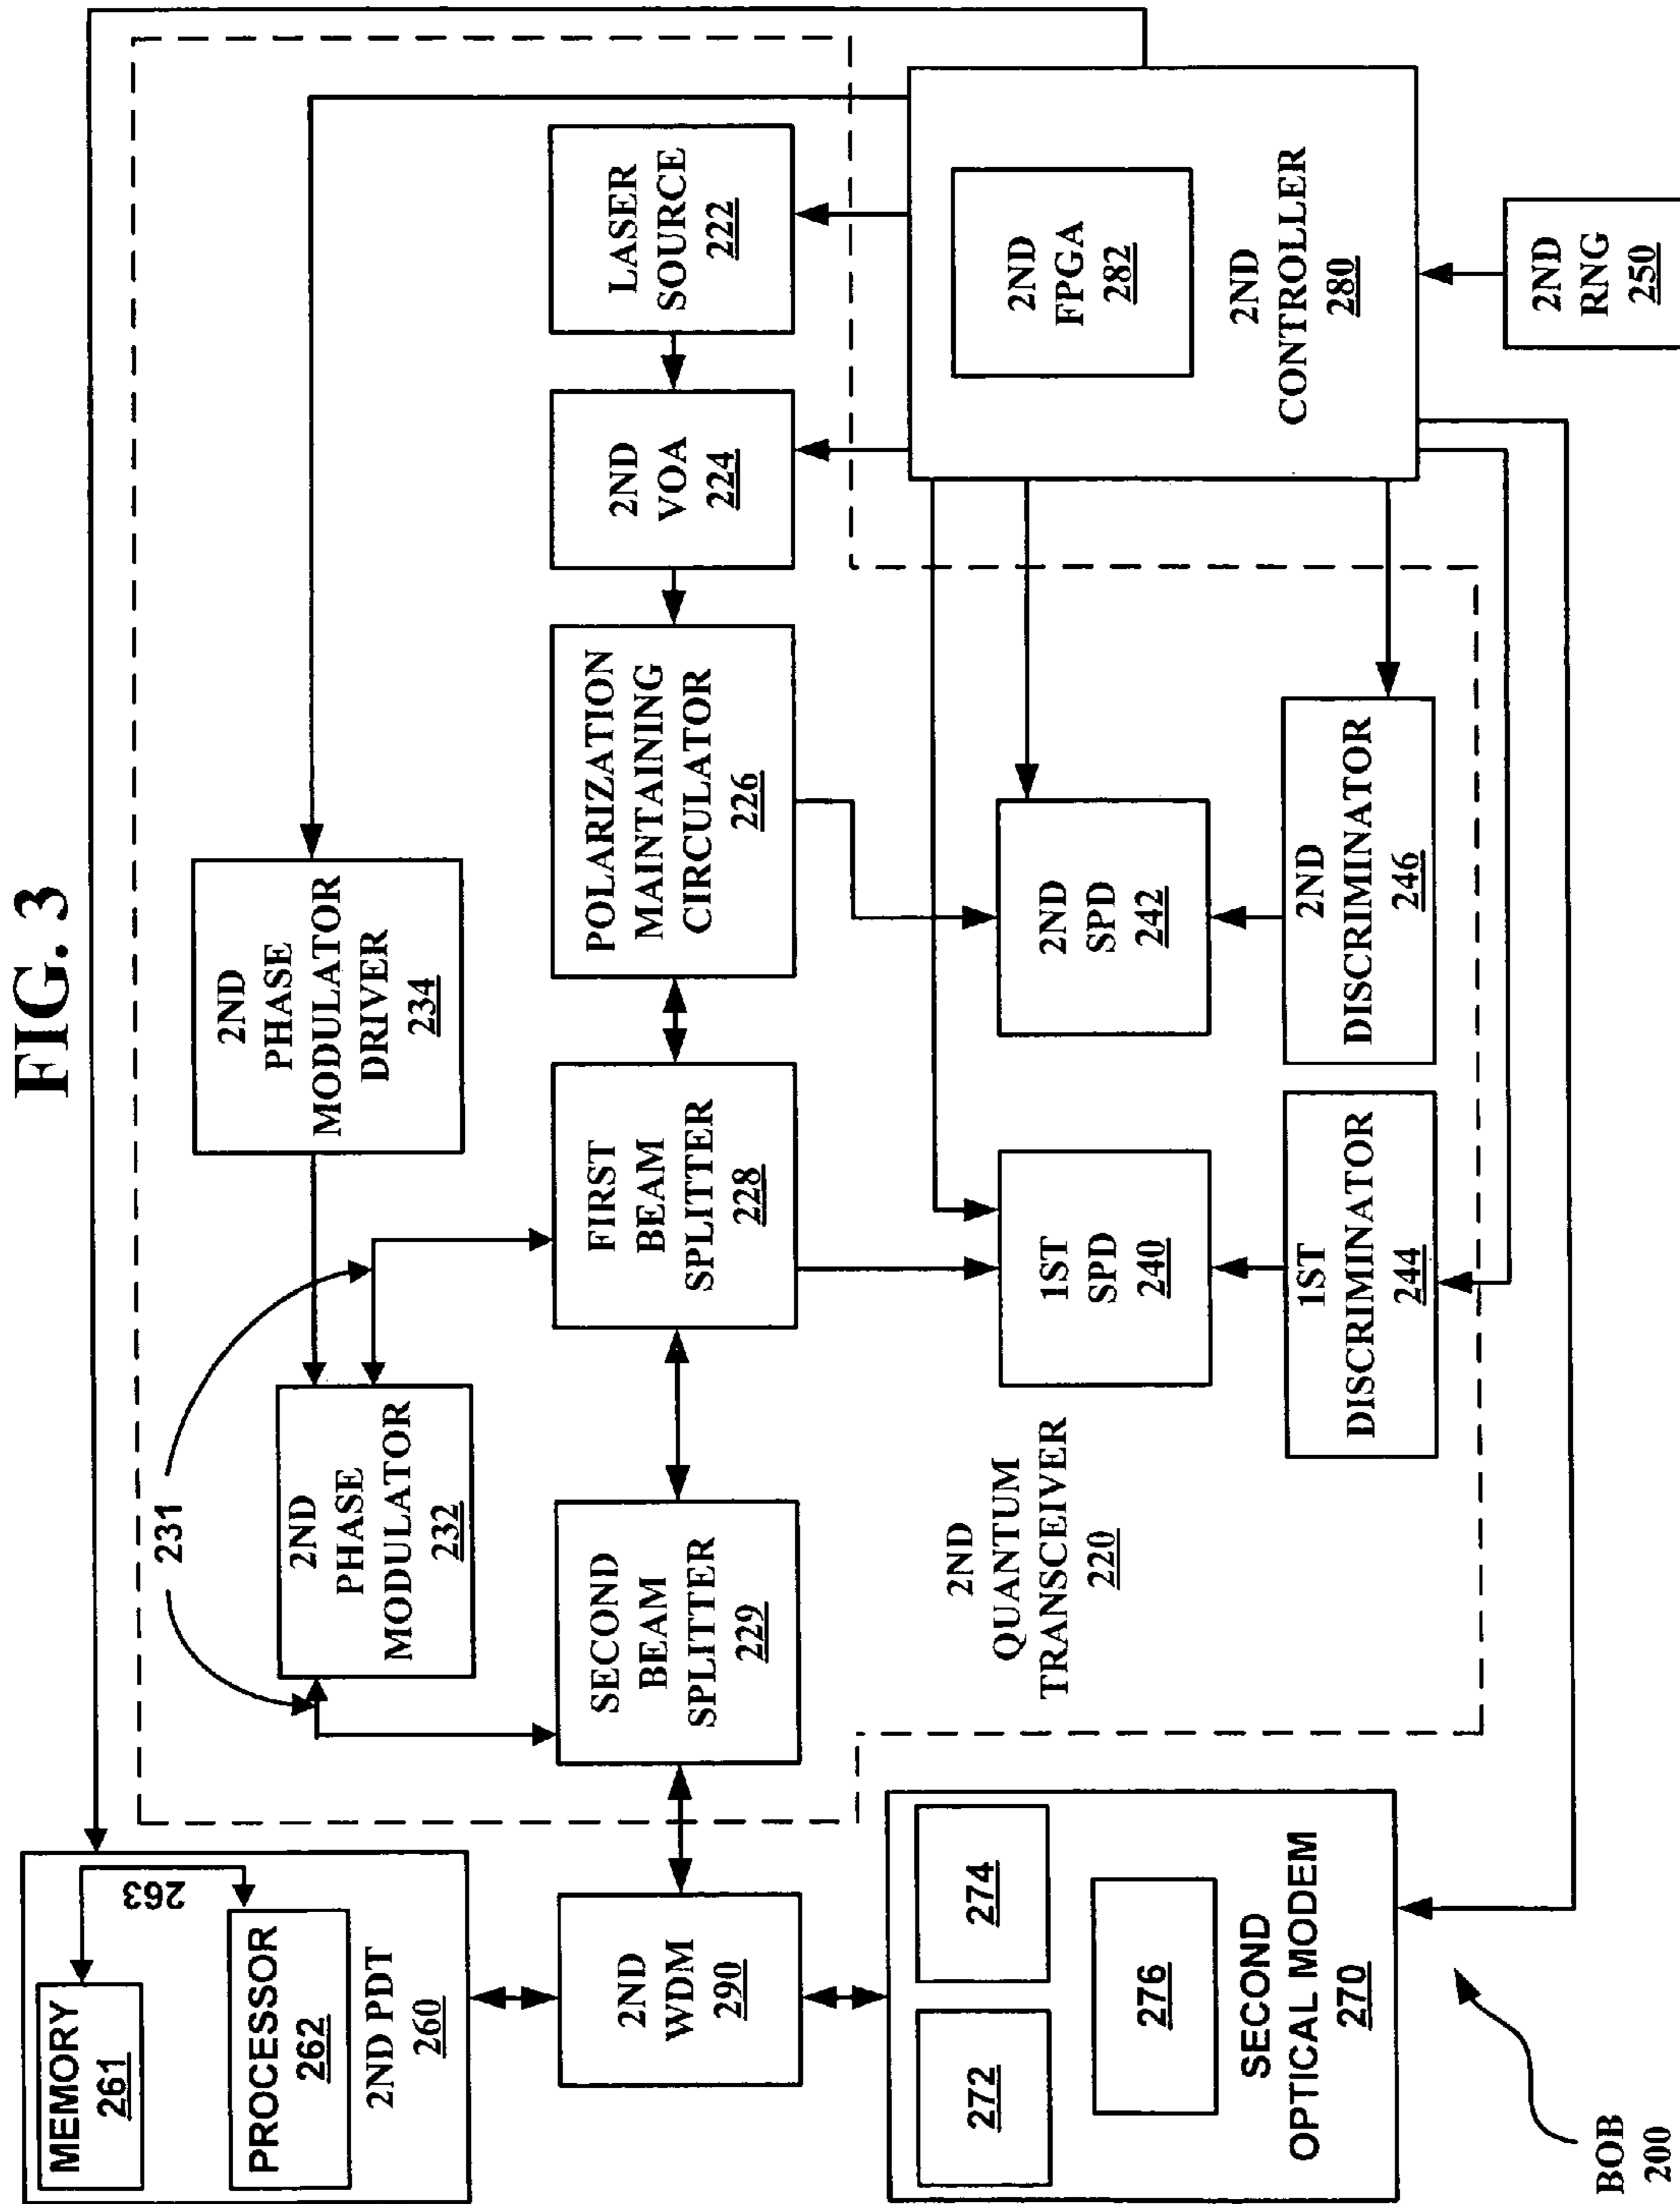 FIG. 3
MEMORY
261
263
PROCESSOR
262
2ND PDT
260
231
2ND
PHASE
MODULATOR
232
2ND
PHASE
MODULATOR
DRIVER
234
2ND
WDM
290
SECOND
BEAM
SPLITTER
229
FIRST
BEAM
SPLITTER
228
POLARIZATION
MAINTAINING
CIRCULATOR
226
2ND
VOA
224
LASER
SOURCE
222
272
274
276
SECOND
OPTICAL MODEM
270
2ND
QUANTUM
TRANSCEIVER
220
1ST
SPD
240
2ND
SPD
242
1ST
DISCRIMINATOR
244
2ND
DISCRIMINATOR
246
2ND
FPGA
282
2ND
CONTROLLER
280
2ND
RNG
250
BOB
200